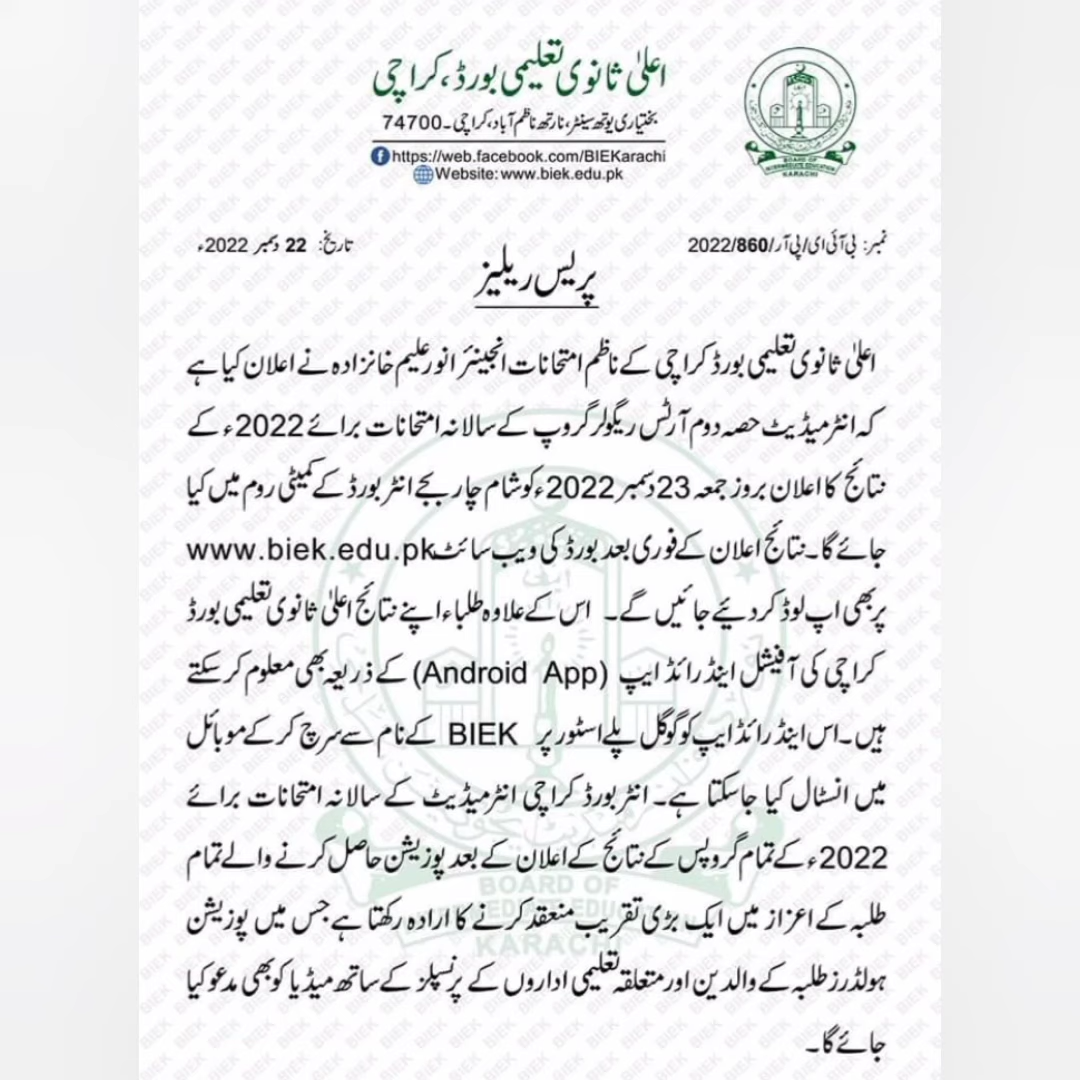 اعلیٰ ثانوی تعلیمی بورڈ، کراچی
بختیاری یوتھ سینٹر، نارتھ ناظم آباد، کراچی۔74700
https://web.facebook.com/BIEKarachi
Website: www.biek.edu.pk
BOARD OF
INTERMEDIATE EDUCATION
KARACHI
نمبر: بی آئی ای/پی آر/860/2022
تاریخ: 22 دسمبر 2022ء
پریس ریلیز
اعلیٰ ثانوی تعلیمی بورڈ کراچی کے ناظم امتحانات انجینئر انور علیم خانزادہ نے اعلان کیا ہے
کہ انٹرمیڈیٹ حصہ دوم آرٹس ریگولر گروپ کے سالانہ امتحانات برائے 2022ء کے
نتائج کا اعلان بروز جمعہ 23 دسمبر 2022ء کو شام چار بجے انٹر بورڈ کے کمیٹی روم میں کیا
جائے گا۔ نتائج اعلان کے فوری بعد بورڈ کی ویب سائٹ www.biek.edu.pk
پر بھی اپ لوڈ کر دیئے جائیں گے۔ اس کے علاوہ طلباء اپنے نتائج اعلیٰ ثانوی تعلیمی بورڈ
کراچی کی آفیشل اینڈرائڈ ایپ (Android App) کے ذریعہ بھی معلوم کر سکتے
ہیں۔ اس اینڈرائڈ ایپ کو گوگل پلے اسٹور پر BIEK کے نام سے سرچ کر کے موبائل
میں انسٹال کیا جاسکتا ہے۔ انٹر بورڈ کراچی انٹرمیڈیٹ کے سالانہ امتحانات برائے
2022ء کے تمام گروپس کے نتائج کے اعلان کے بعد پوزیشن حاصل کرنے والے تمام
طلبہ کے اعزاز میں ایک بڑی تقریب منعقد کرنے کا ارادہ رکھتا ہے جس میں پوزیشن
ہولڈرز طلبہ کے والدین اور متعلقہ تعلیمی اداروں کے پرنسپلز کے ساتھ میڈیا کو بھی مدعو کیا
جائے گا۔